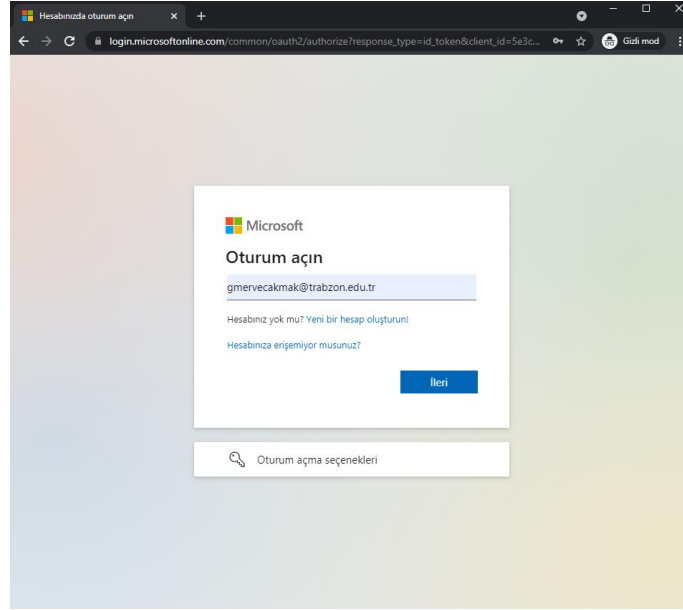 Hesabınızda oturum açın
login.microsoftonline.com/common/oauth2/authorize?response_type=id_token&client_id=5e3c...
Gizli mod
Microsoft
Oturum açın
gmervecakmak@trabzon.edu.tr
Hesabınız yok mu? Yeni bir hesap oluşturun!
Hesabınıza erişemiyor musunuz?
İleri
Oturum açma seçenekleri